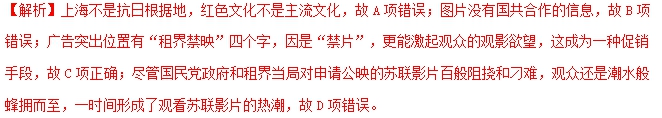 【解析】上海不是抗日根据地，红色文化不是主流文化，故 A 项错误；图片没有国共合作的信息，故 B 项
错误；广告突出位置有“租界禁映”四个字，因是“禁片”，更能激起观众的观影欲望，这成为一种促销
手段，故 C 项正确；尽管国民党政府和租界当局对申请公映的苏联影片百般阻挠和刁难，观众还是潮水般
蜂拥而至，一时间形成了观看苏联影片的热潮，故 D 项错误。